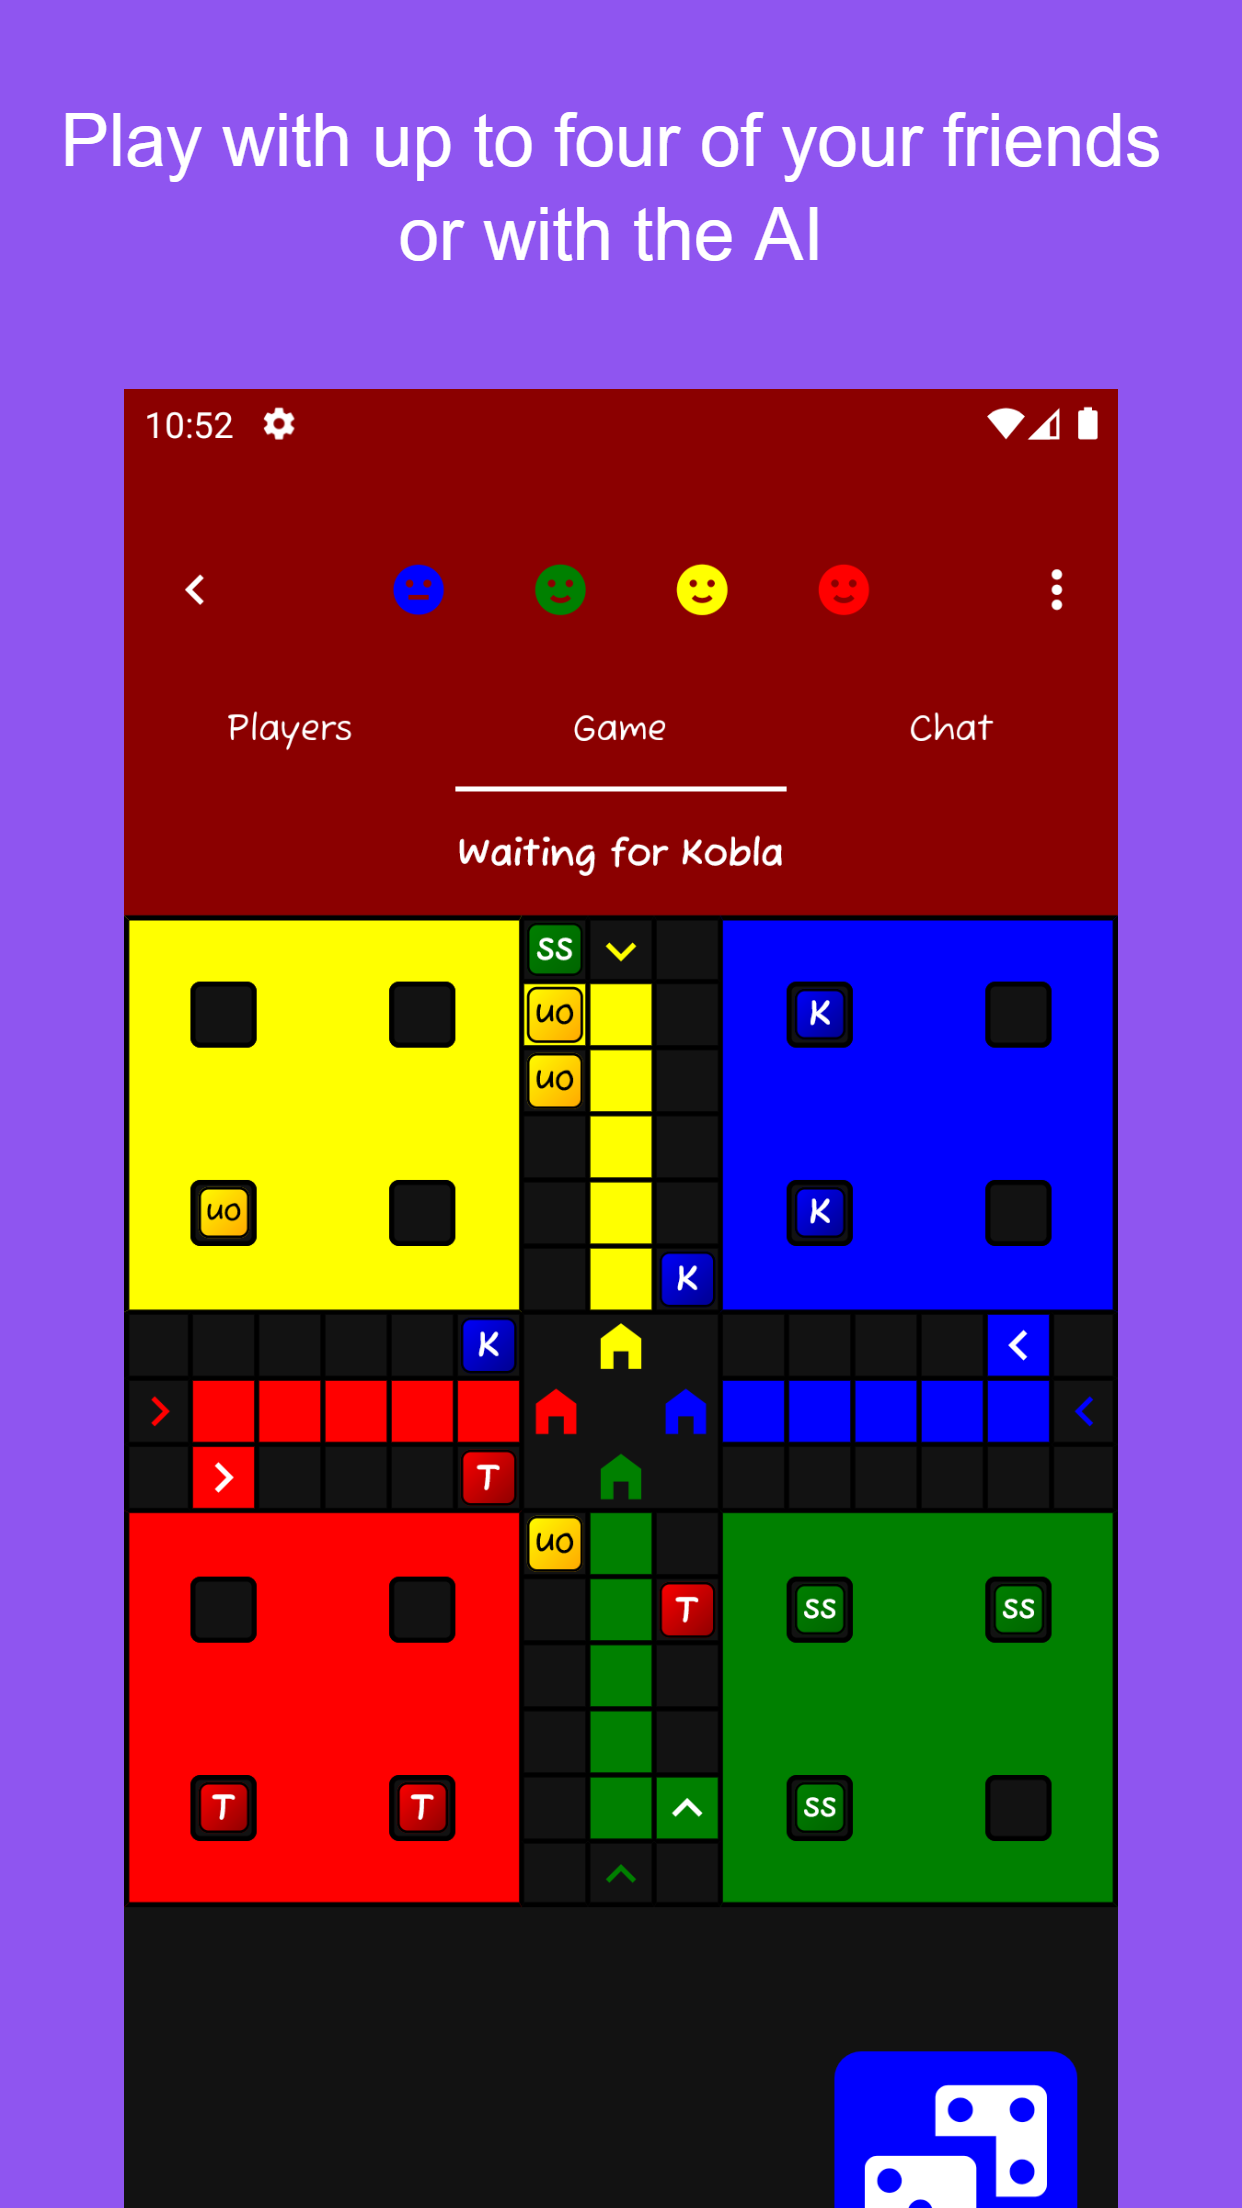 Play with up to four of your friends
or with the AI
10:52
Players Game Chat
Waiting for Kobla
SS
UO K
UO
UO K
K
K
T
UO
SS SS
T
T T SS